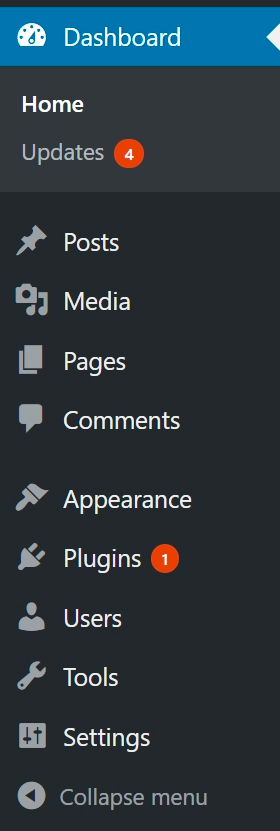 Dashboard
Home
Updates 4
Posts
Media
Pages
Comments
Appearance
Plugins 1
Users
Tools
Settings
Collapse menu